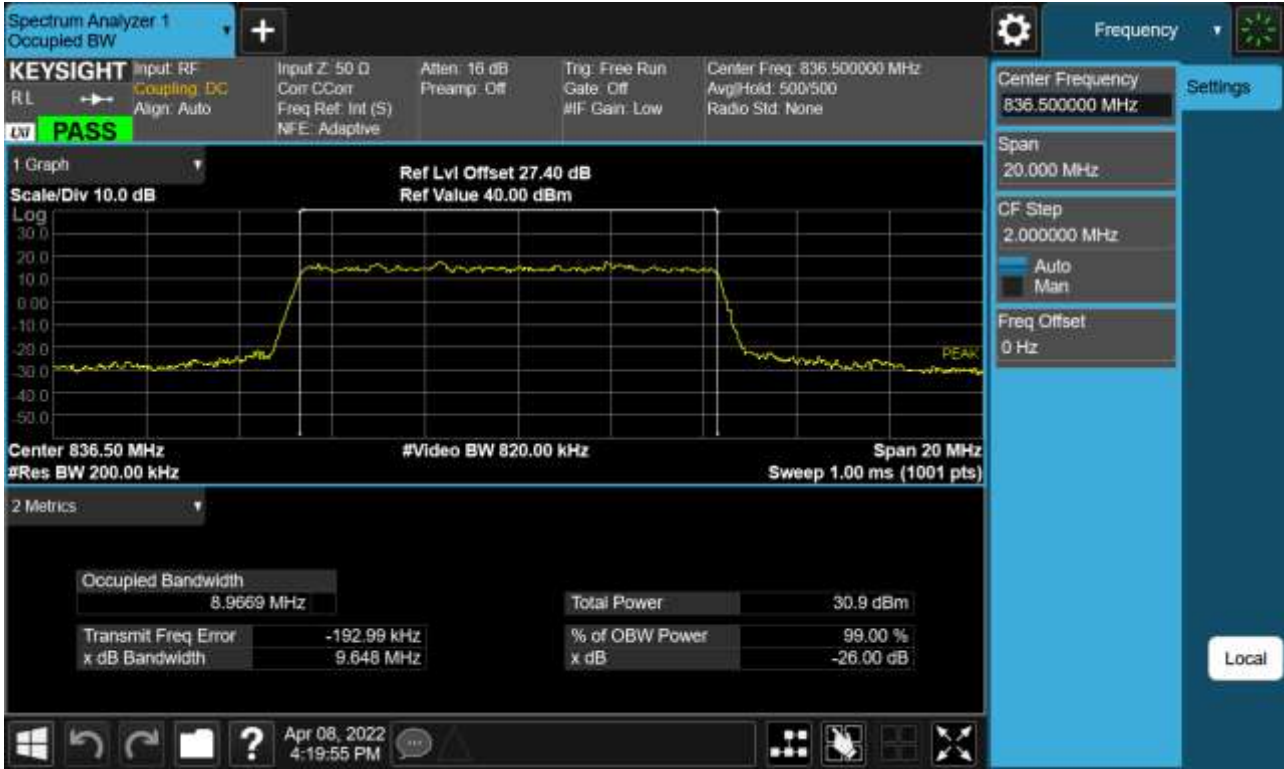 Spectrum Analyzer 1
Occupied BW
+
Frequency
KEYSIGHT
RL
LXI
PASS
Input: RF
Coupling: DC
Align: Auto
Input Z: 50 Ω
Corr CCorr
Freq Ref: Int (S)
NFE: Adaptive
Atten: 16 dB
Preamp: Off
Trig: Free Run
Gate: Off
#IF Gain: Low
Center Freq: 836.500000 MHz
Avg|Hold: 500/500
Radio Std: None
1 Graph
Scale/Div 10.0 dB
Ref Lvl Offset 27.40 dB
Ref Value 40.00 dBm
Log
30.0
20.0
10.0
0.00
-10.0
-20.0
-30.0
-40.0
-50.0
PEAK
Center 836.50 MHz
#Video BW 820.00 kHz
Span 20 MHz
#Res BW 200.00 kHz
Sweep 1.00 ms (1001 pts)
2 Metrics
Occupied Bandwidth
8.9669 MHz
Total Power 30.9 dBm
Transmit Freq Error -192.99 kHz
% of OBW Power 99.00 %
x dB Bandwidth 9.648 MHz
x dB -26.00 dB
Center Frequency
836.500000 MHz
Span
20.000 MHz
CF Step
2.000000 MHz
Auto
Man
Freq Offset
0 Hz
Settings
Local
?
Apr 08, 2022
4:19:55 PM